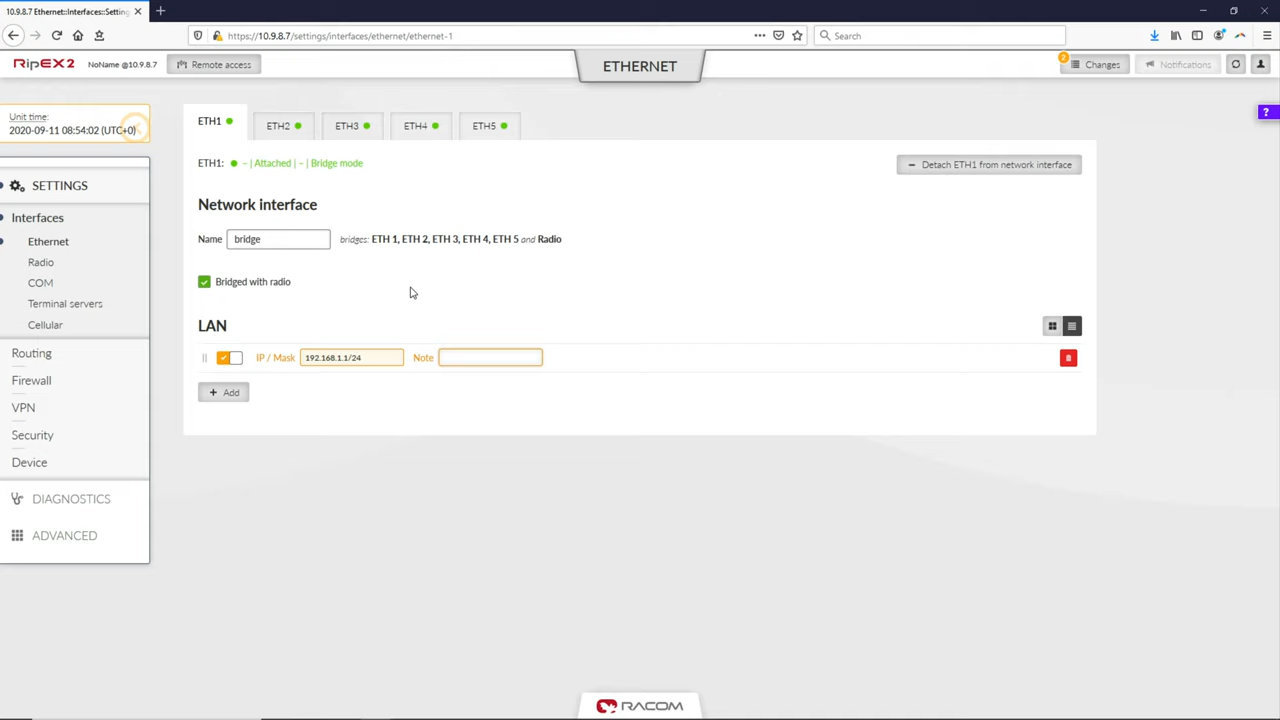 10.9.8.7 Ethernet::Interfaces::Setting
https://10.9.8.7/settings/interfaces/ethernet/ethernet-1
Search
RipEX2
NoName @10.9.8.7
Remote access
ETHERNET
2
Changes
Notifications
Unit time:
2020-09-11 08:54:02 (UTC+0)
?
ETH1
ETH2
ETH3
ETH4
ETH5
ETH1: – | Attached | – | Bridge mode
Detach ETH1 from network interface
SETTINGS
Interfaces
Ethernet
Radio
COM
Terminal servers
Cellular
Routing
Firewall
VPN
Security
Device
DIAGNOSTICS
ADVANCED
Network interface
Name bridge bridges: ETH 1, ETH 2, ETH 3, ETH 4, ETH 5 and Radio
Bridged with radio
LAN
IP / Mask 192.168.1.1/24 Note
+ Add
RACOM